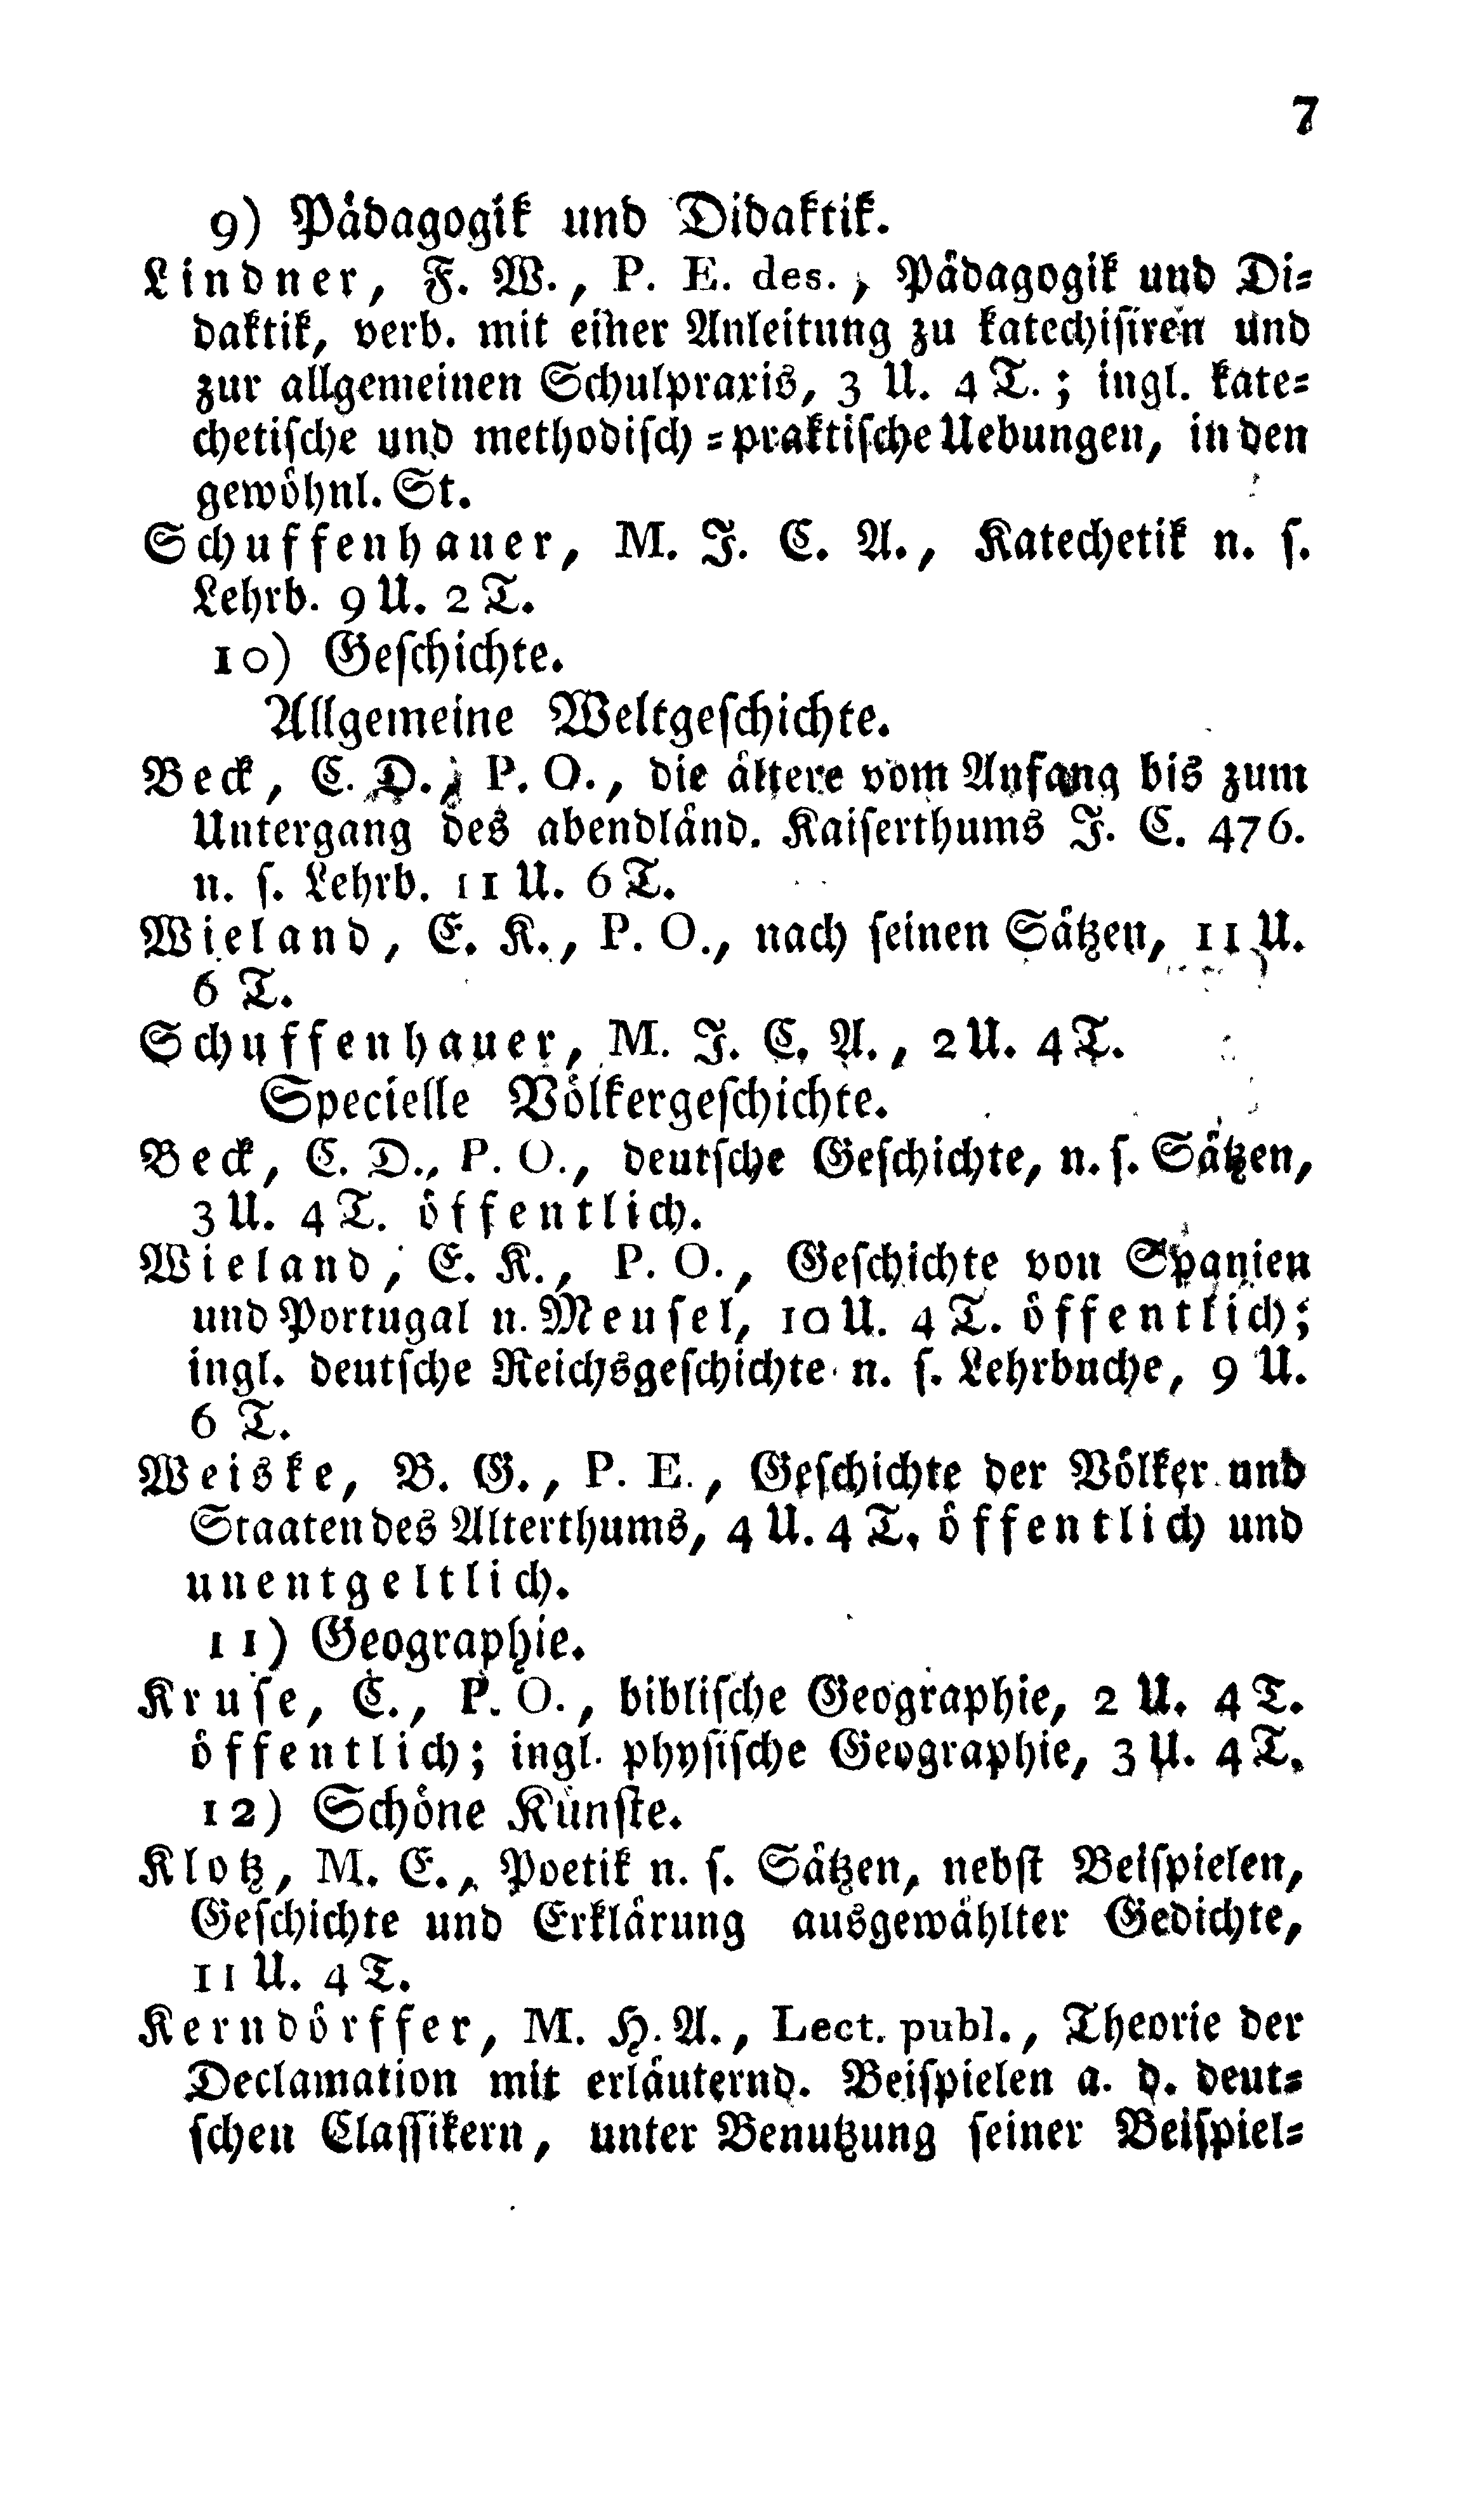 7
9) Pädagogik und Didaktik.
Lindner, F. W., P. E. des., Pädagogik und Di-
daktik, verb. mit einer Anleitung zu katechisiren und
zur allgemeinen Schulpraxis, 3 U. 4 T.; ingl. kate-
chetische und methodisch-praktische Uebungen, in den
gewöhnl. St.
Schuffenhauer, M. J. C. A., Katechetik n. s.
Lehrb. 9 U. 2 T.
10) Geschichte.
Allgemeine Weltgeschichte.
Beck, C. D., P. O., die ältere vom Anfang bis zum
Untergang des abendländ. Kaiserthums J. C. 476.
n. s. Lehrb. 11 U. 6 T.
Wieland, E. K., P. O., nach seinen Sätzen, 11 U.
6 T.
Schuffenhauer, M. J. C. A., 2 U. 4 T.
Specielle Völkergeschichte.
Beck, C. D., P. O., deutsche Geschichte, n. s. Sätzen,
3 U. 4 T. öffentlich.
Wieland, E. K., P. O., Geschichte von Spanien
und Portugal n. Meusel, 10 U. 4 T. öffentlich;
ingl. deutsche Reichsgeschichte n. s. Lehrbuche, 9 U.
6 T.
Weiske, B. G., P. E., Geschichte der Völker und
Staaten des Alterthums, 4 U. 4 T. öffentlich und
unentgeltlich.
11) Geographie.
Kruse, C., P. O., biblische Geographie, 2 U. 4 T.
öffentlich; ingl. physische Geographie, 3 U. 4 T.
12) Schöne Künste.
Klotz, M. E., Poetik n. s. Sätzen, nebst Beispielen,
Geschichte und Erklärung ausgewählter Gedichte,
11 U. 4 T.
Kerndörffer, M. H. A., Lect. publ., Theorie der
Declamation mit erläuternd. Beispielen a. d. deut-
schen Classikern, unter Benutzung seiner Beispiel-